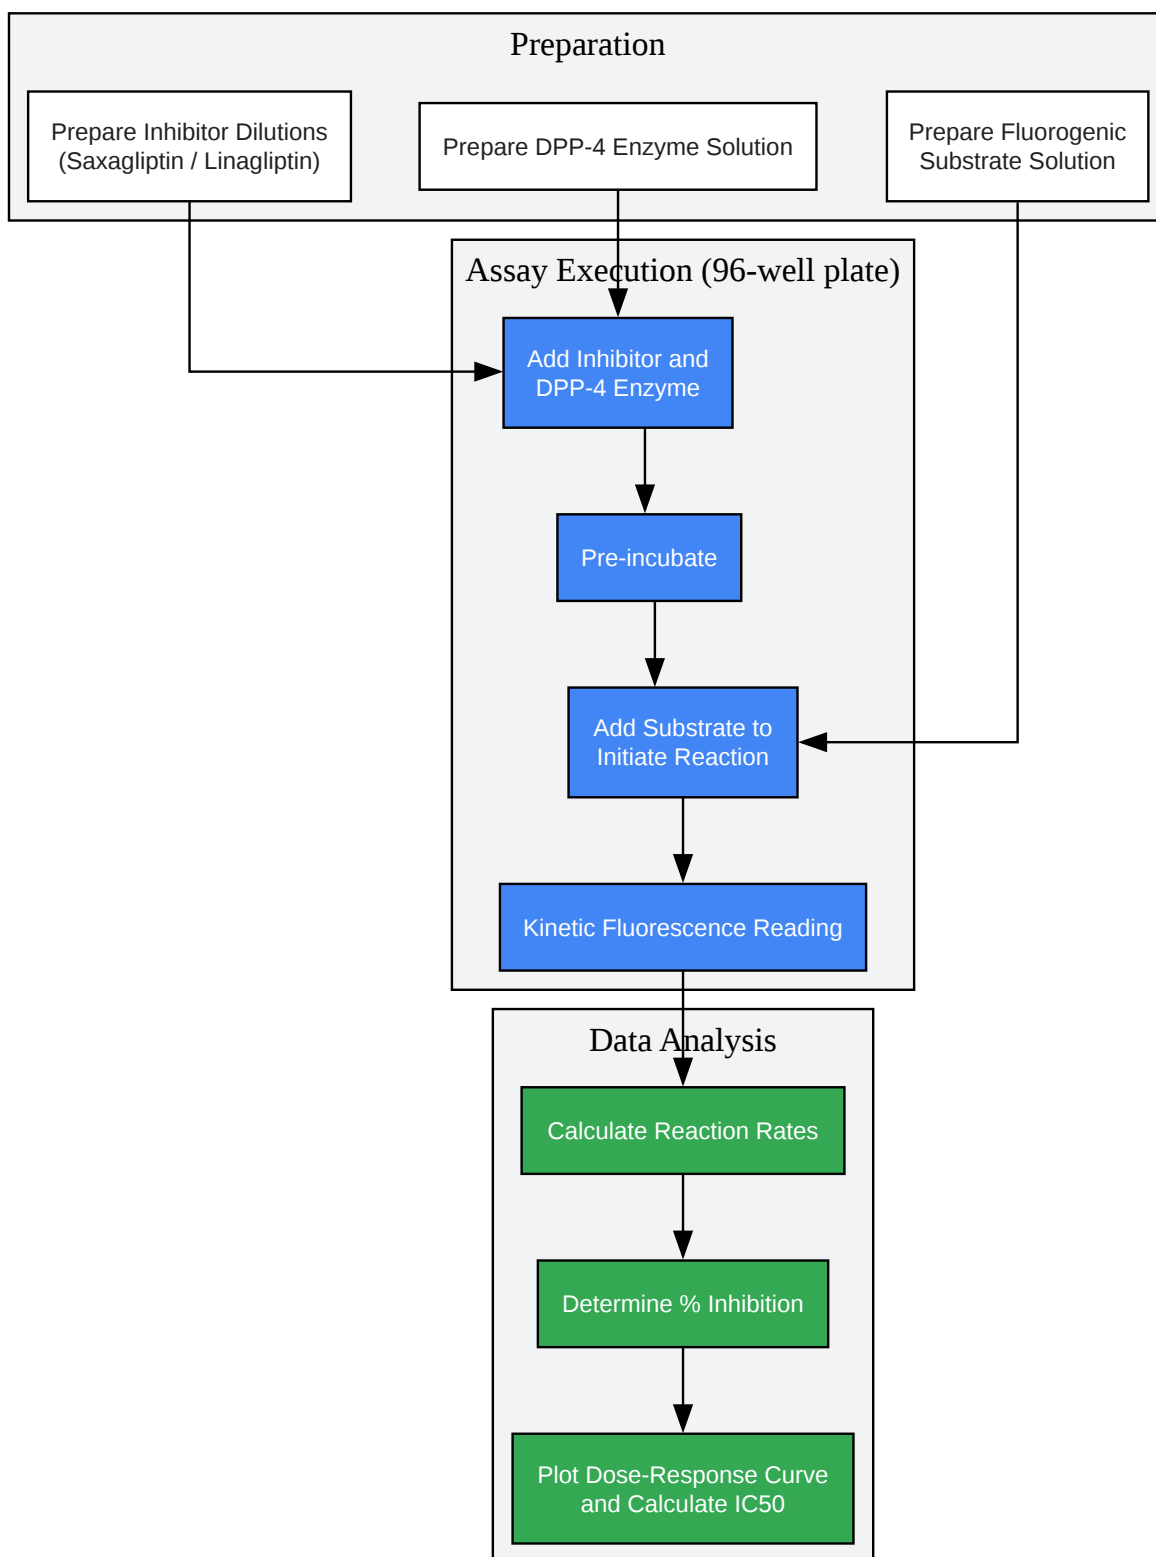 Preparation
Prepare Inhibitor Dilutions
(Saxagliptin / Linagliptin)
Prepare DPP-4 Enzyme Solution
Prepare Fluorogenic
Substrate Solution
Assay Execution (96-well plate)
Add Inhibitor and
DPP-4 Enzyme
Pre-incubate
Add Substrate to
Initiate Reaction
Kinetic Fluorescence Reading
Data Analysis
Calculate Reaction Rates
Determine % Inhibition
Plot Dose-Response Curve
and Calculate IC50